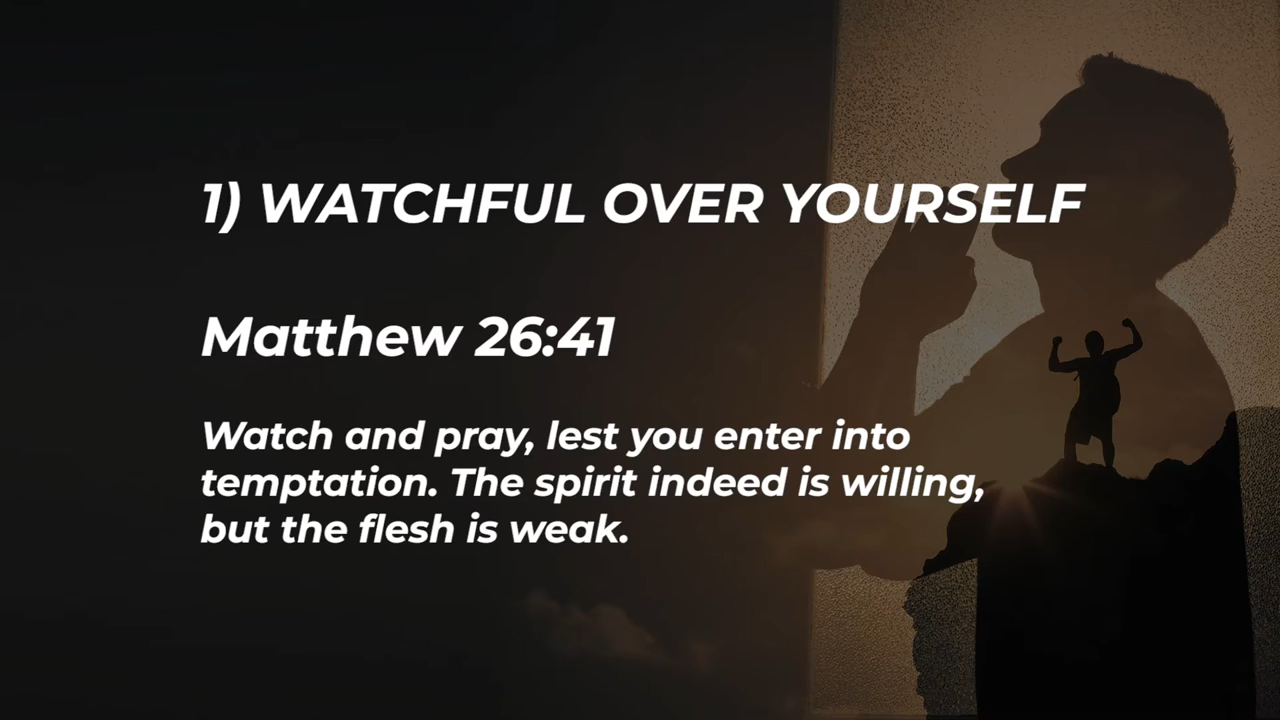 1) WATCHFUL OVER YOURSELF
Matthew 26:41
Watch and pray, lest you enter into
temptation. The spirit indeed is willing,
but the flesh is weak.